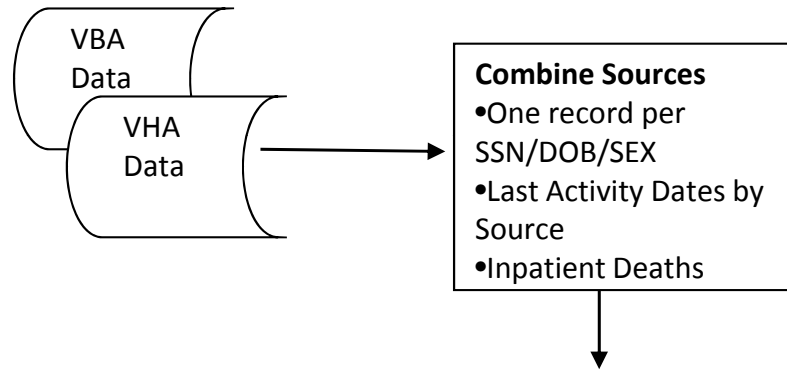 VBA
Data
VHA
Data
Combine Sources
•One record per
SSN/DOB/SEX
•Last Activity Dates by
Source
•Inpatient Deaths